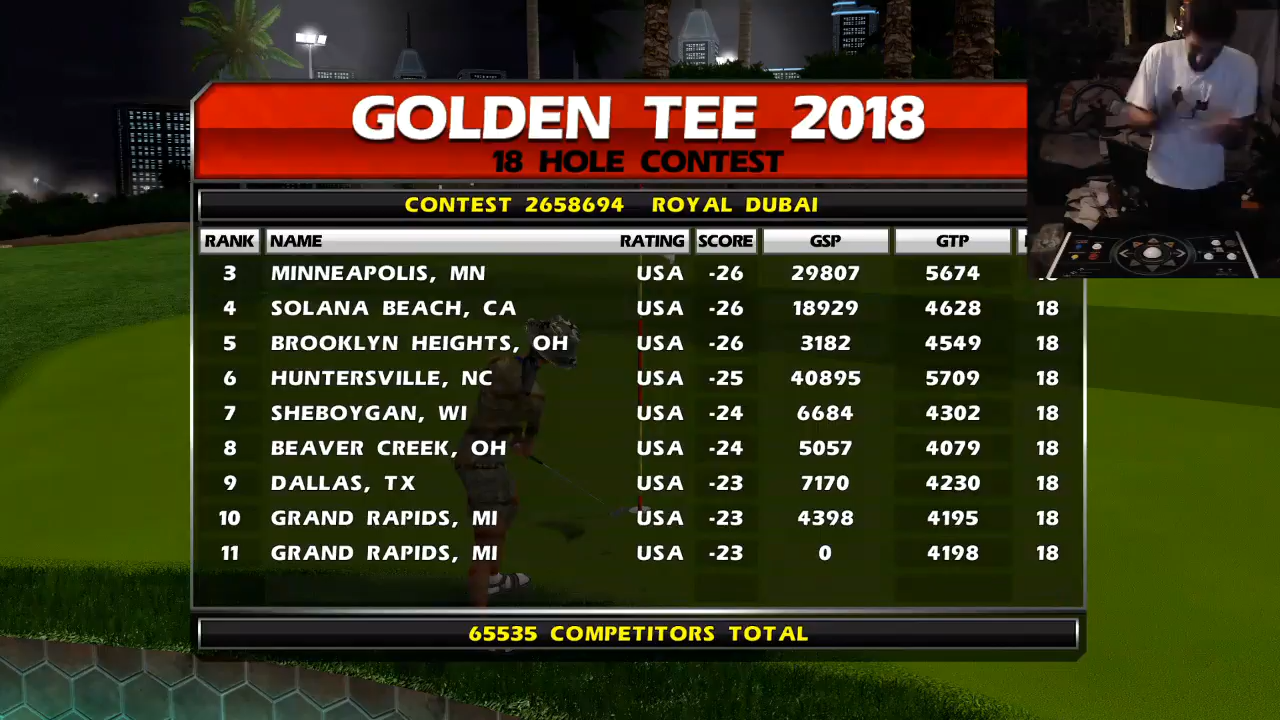 GOLDEN TEE 2018
18 HOLE CONTEST
CONTEST 2658694 ROYAL DUBAI
RANK NAME RATING SCORE GSP GTP
3 MINNEAPOLIS, MN USA -26 29807 5674
4 SOLANA BEACH, CA USA -26 18929 4628 18
5 BROOKLYN HEIGHTS, OH USA -26 3182 4549 18
6 HUNTERSVILLE, NC USA -25 40895 5709 18
7 SHEBOYGAN, WI USA -24 6684 4302 18
8 BEAVER CREEK, OH USA -24 5057 4079 18
9 DALLAS, TX USA -23 7170 4230 18
10 GRAND RAPIDS, MI USA -23 4398 4195 18
11 GRAND RAPIDS, MI USA -23 0 4198 18
65535 COMPETITORS TOTAL